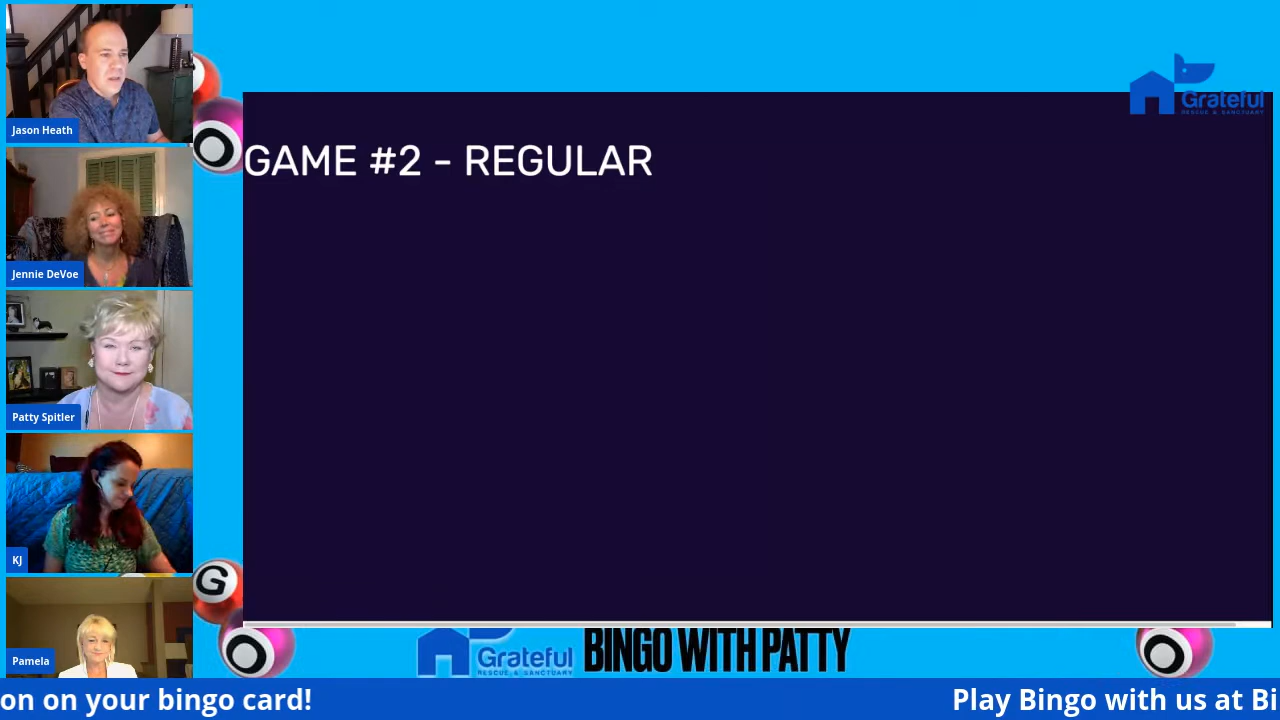 Jason Heath
Jennie DeVoe
Patty Spitler
KJ
Pamela
Grateful
RESCUE & SANCTUARY
GAME #2 - REGULAR
G
O
O
O
Grateful
RESCUE & SANCTUARY
BINGO WITH PATTY
on on your bingo card!
Play Bingo with us at Bi